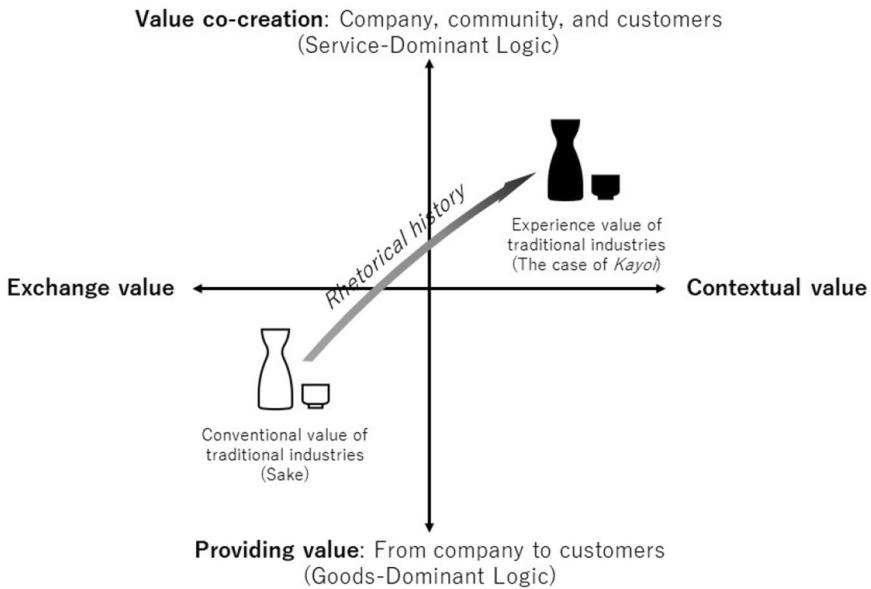 Value co-creation: Company, community, and customers
(Service-Dominant Logic)
Rhetorical history
Experience value of
traditional industries
(The case of Kayoi)
Exchange value
Contextual value
Conventional value of
traditional industries
(Sake)
Providing value: From company to customers
(Goods-Dominant Logic)